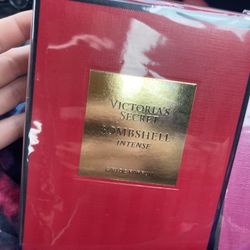 VICTORIA'S
SECRET
BOMBSHELL
INTENSE
EAU DE PARFUM